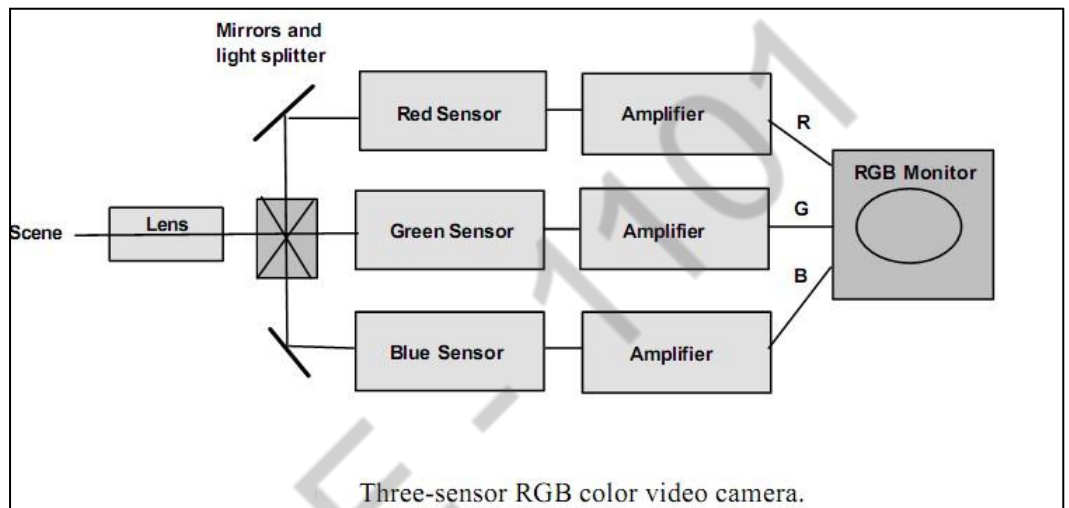 Mirrors and
light splitter
Red Sensor
Amplifier
R
RGB Monitor
Scene
Lens
Green Sensor
Amplifier
G
Blue Sensor
Amplifier
B
Three-sensor RGB color video camera.